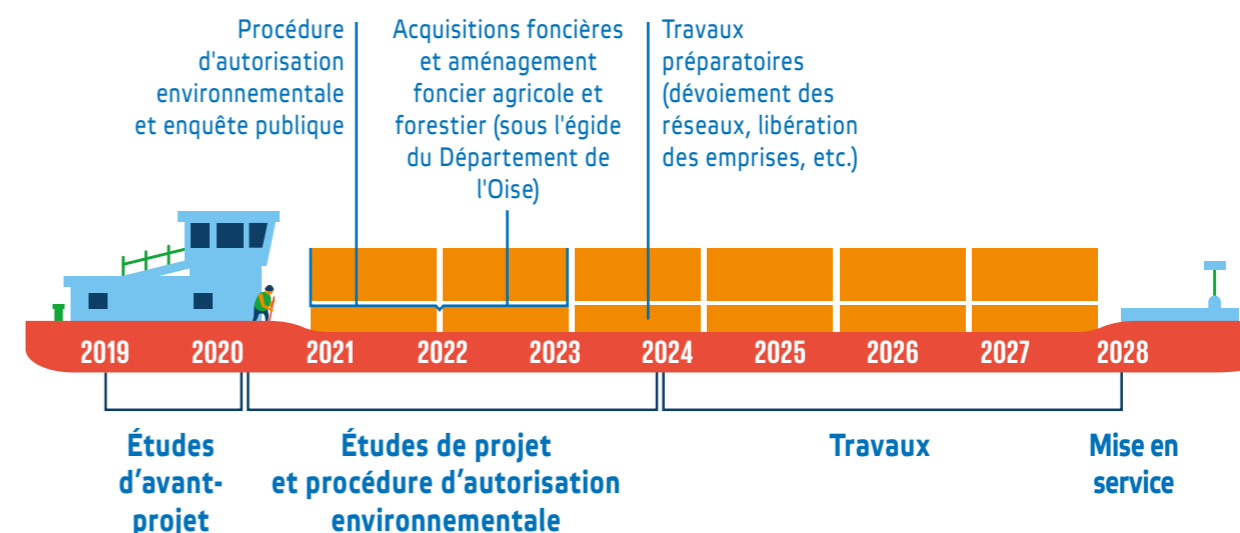 Procédure
d'autorisation
environnementale
et enquête publique
Acquisitions foncières
et aménagement
foncier agricole et
forestier (sous l'égide
du Département de
l'Oise)
Travaux
préparatoires
(dévoiement des
réseaux, libération
des emprises, etc.)
2019 2020 2021 2022 2023 2024 2025 2026 2027 2028
Études
d’avant-
projet
Études de projet
et procédure d’autorisation
environnementale
Travaux
Mise en
service